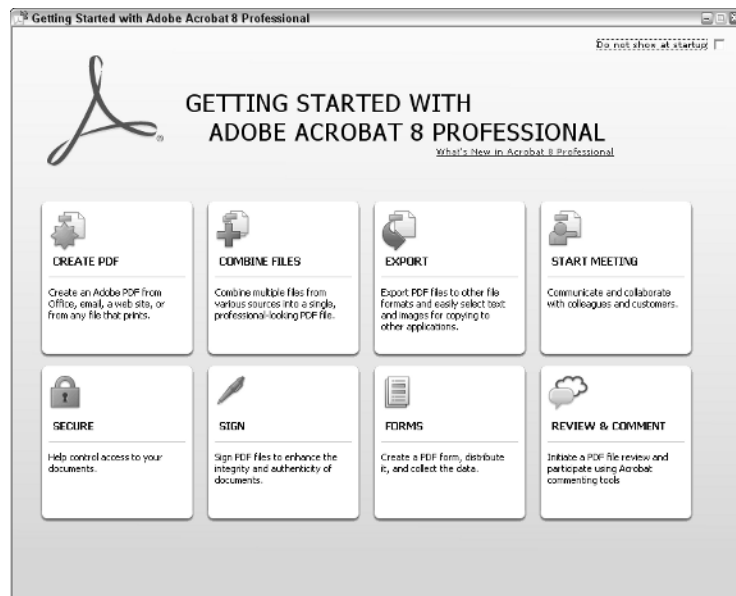 Getting Started with Adobe Acrobat 8 Professional
Do not show at startup
GETTING STARTED WITH
ADOBE ACROBAT 8 PROFESSIONAL
What's New in Acrobat 8 Professional
CREATE PDF
Create an Adobe PDF from
Office, email, a web site, or
from any file that prints.
COMBINE FILES
Combine multiple files from
various sources into a single,
professional-looking PDF file.
EXPORT
Export PDF files to other file
formats and easily select text
and images for copying to
other applications.
START MEETING
Communicate and collaborate
with colleagues and customers.
SECURE
Help control access to your
documents.
SIGN
Sign PDF files to enhance the
integrity and authenticity of
documents.
FORMS
Create a PDF form, distribute
it, and collect the data.
REVIEW & COMMENT
Initiate a PDF file review and
participate using Acrobat
commenting tools